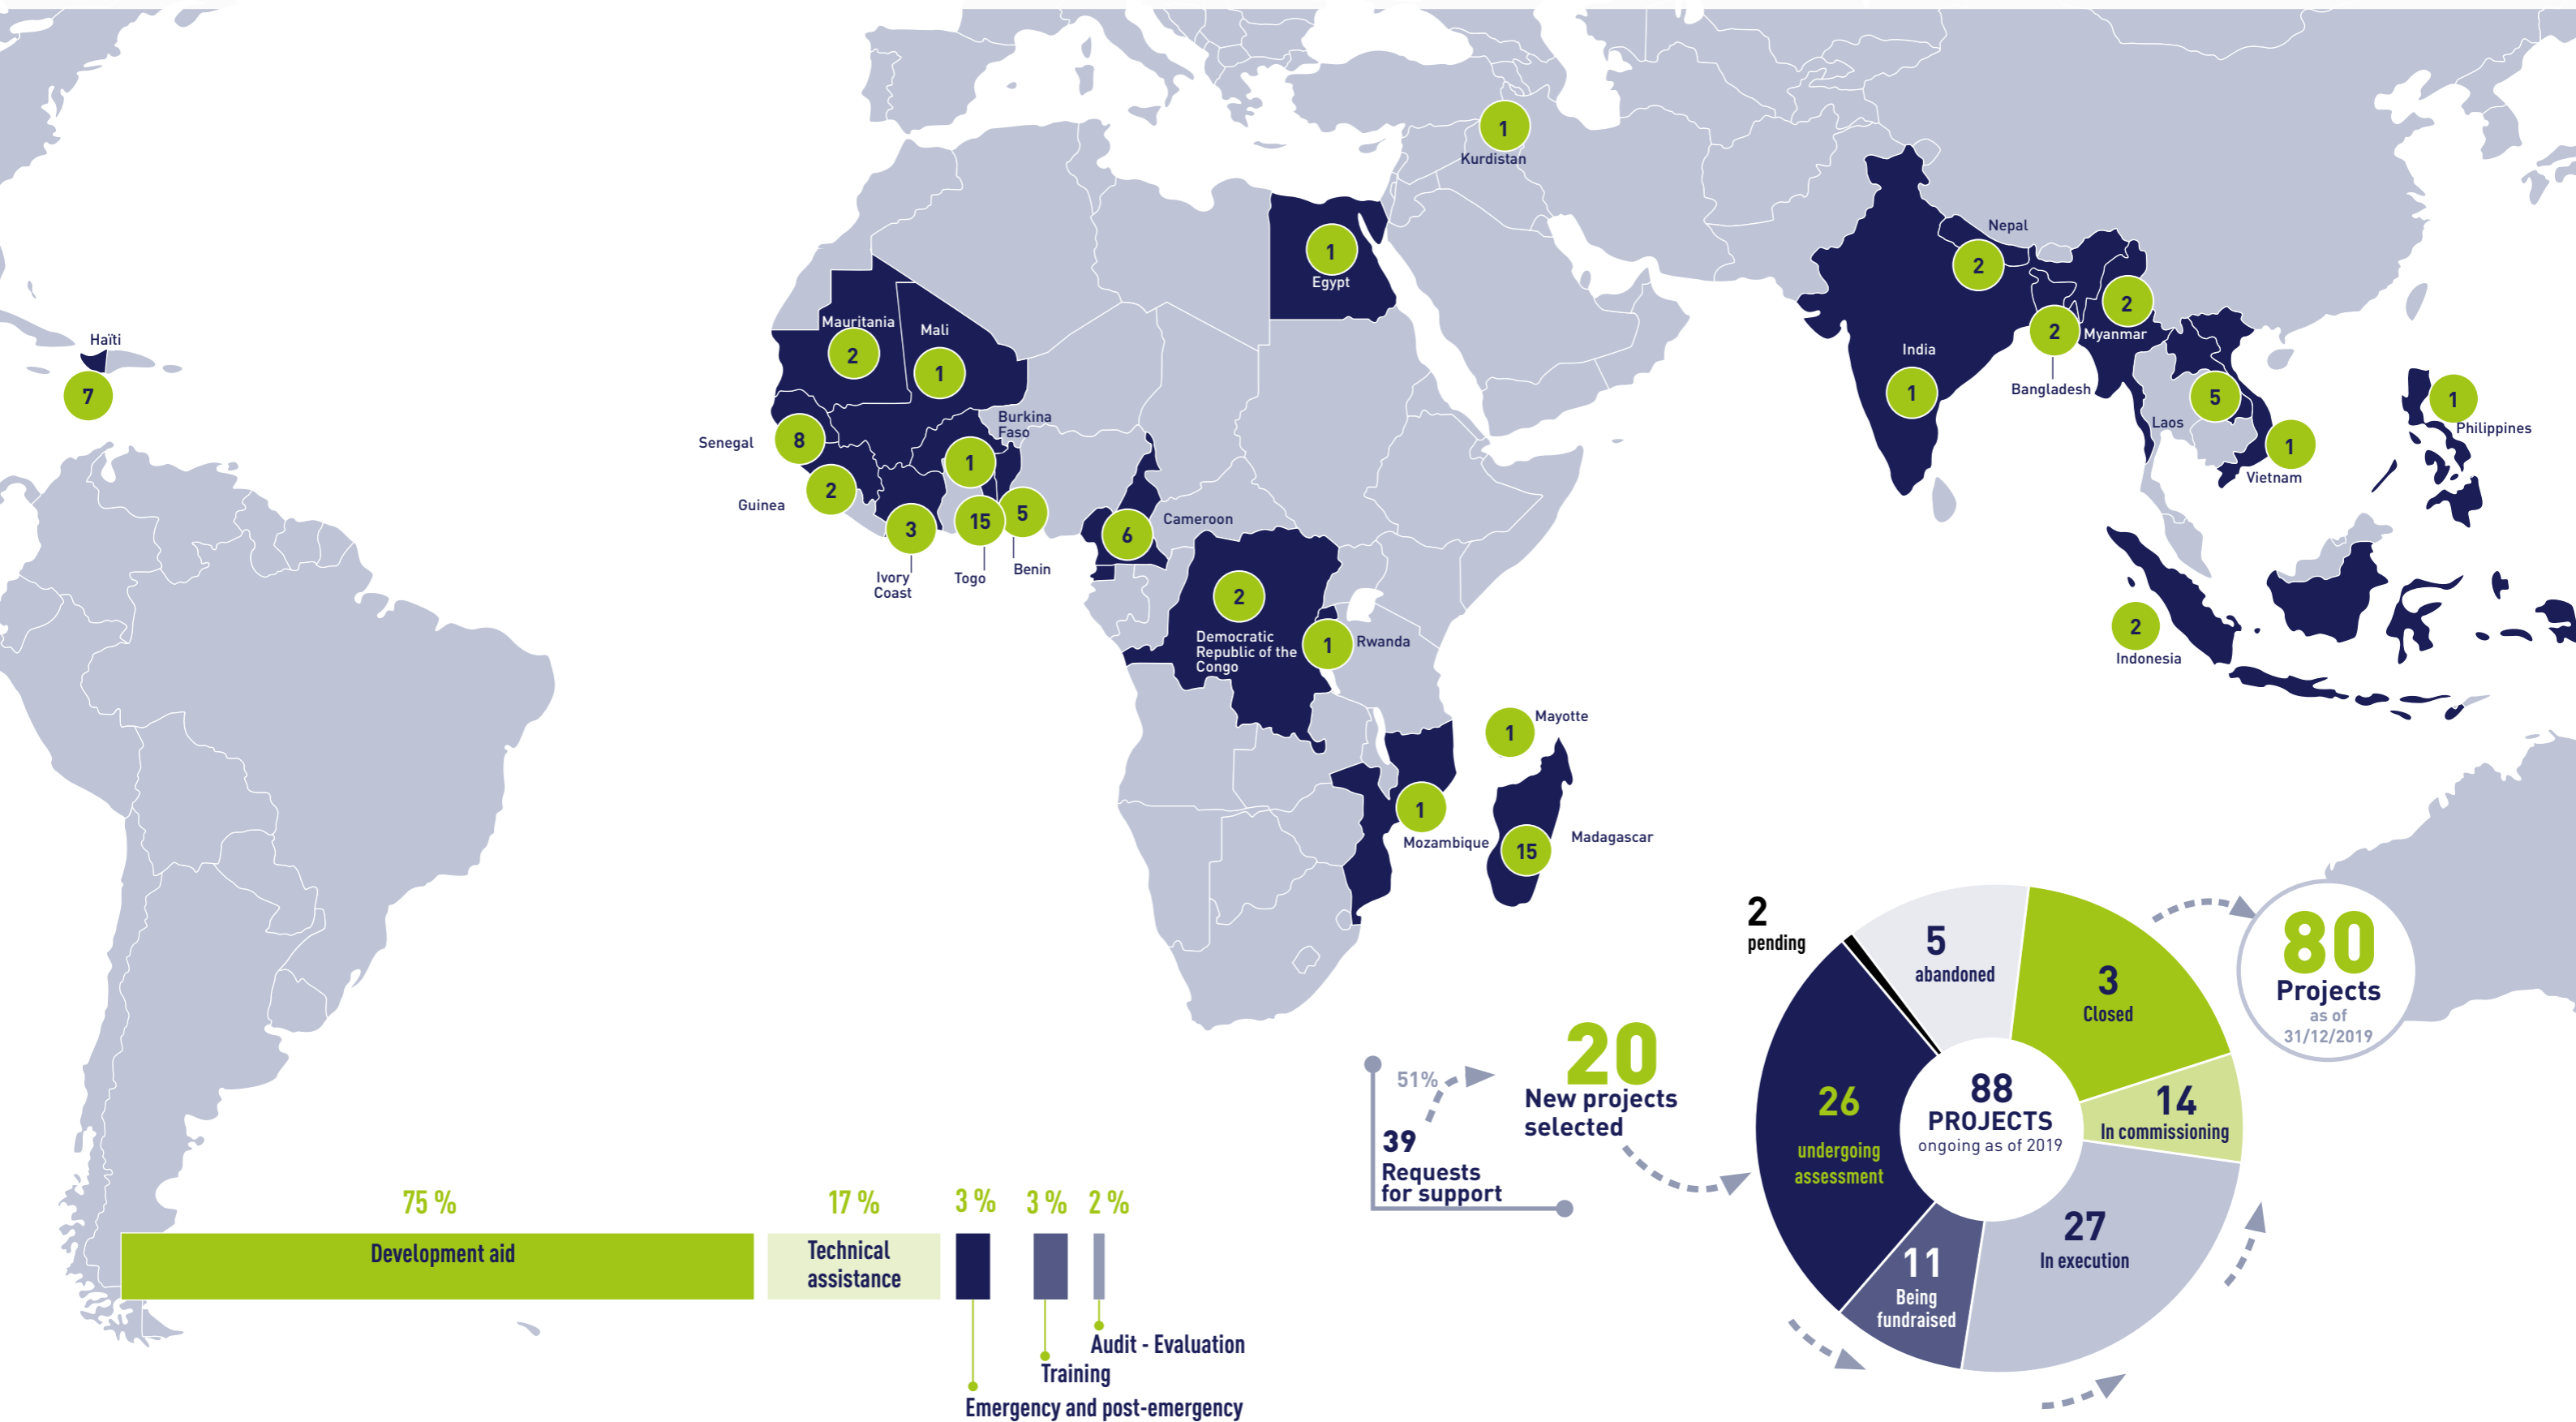 1
Kurdistan
1
Egypt
Nepal
2
Haïti
7
Mauritania
2
Mali
1
2
Myanmar
2
Bangladesh
India
1
Laos
5
1
Vietnam
1
Philippines
Senegal
8
Guinea
2
Burkina
Faso
1
3
Ivory
Coast
15
Togo
5
Benin
6
Cameroon
2
Democratic
Republic of the
Congo
1
Rwanda
2
Indonesia
1
Mayotte
1
Mozambique
15
Madagascar
2
pending
5
abandoned
3
Closed
80
Projects
as of
31/12/2019
14
In commissioning
88
PROJECTS
ongoing as of 2019
26
undergoing
assessment
27
In execution
11
Being
fundraised
20
New projects
selected
51%
39
Requests
for support
75 %
Development aid
17 %
Technical
assistance
3 %
3 %
2 %
Audit - Evaluation
Training
Emergency and post-emergency